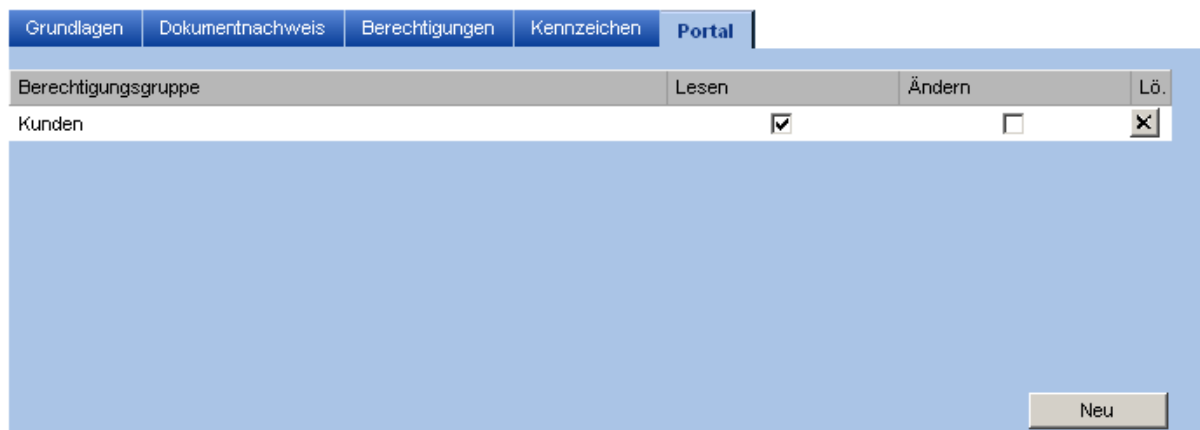 Grundlagen Dokumentnachweis Berechtigungen Kennzeichen Portal
Berechtigungsgruppe Lesen Ändern Lö.
Kunden
Neu